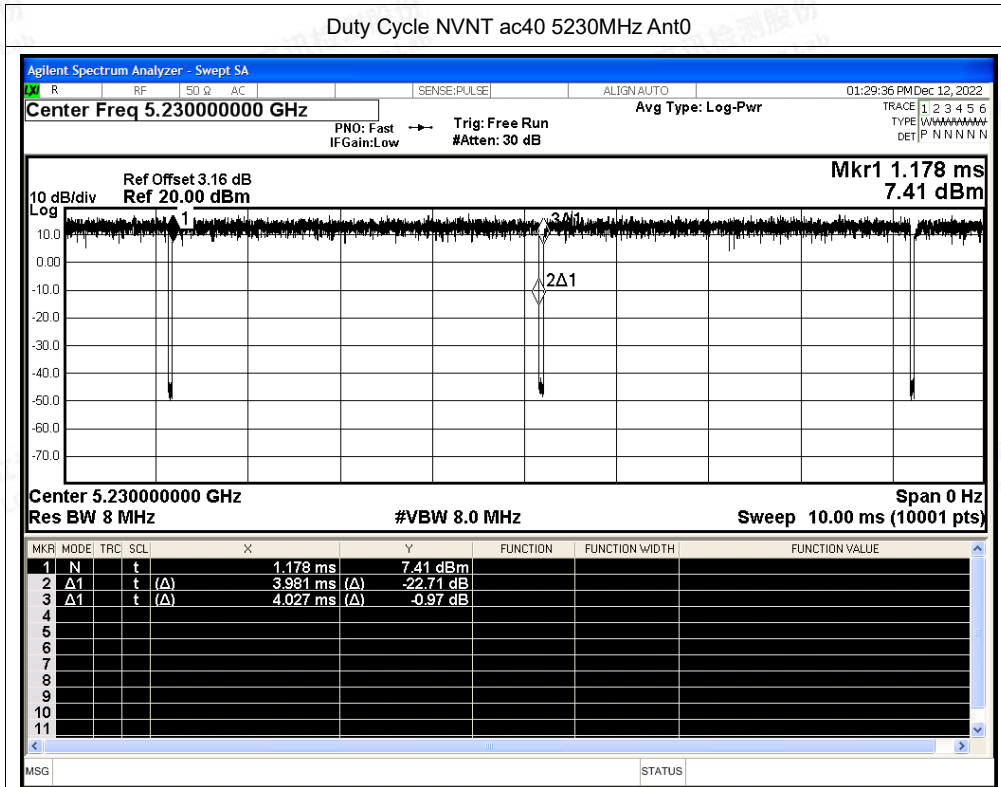 Duty Cycle NVNT ac40 5230MHz Ant0
Agilent Spectrum Analyzer - Swept SA
LXI R RF 50 Ω AC SENSE:PULSE ALIGN AUTO 01:29:36 PM Dec 12, 2022
Center Freq 5.230000000 GHz Avg Type: Log-Pwr TRACE 1 2 3 4 5 6
TYPE WWWWWW
PNO: Fast Trig: Free Run DET P N N N N N
IFGain:Low #Atten: 30 dB
Mkr1 1.178 ms
Ref Offset 3.16 dB
10 dB/div Ref 20.00 dBm 7.41 dBm
Log
1 3Δ1
10.0
0.00
2Δ1
-10.0
-20.0
-30.0
-40.0
-50.0
-60.0
-70.0
Center 5.230000000 GHz Span 0 Hz
Res BW 8 MHz #VBW 8.0 MHz Sweep 10.00 ms (10001 pts)
MKR MODE TRC SCL X Y FUNCTION FUNCTION WIDTH FUNCTION VALUE
1 N t 1.178 ms 7.41 dBm
2 Δ1 t (Δ) 3.981 ms (Δ) -22.71 dB
3 Δ1 t (Δ) 4.027 ms (Δ) -0.97 dB
4
5
6
7
8
9
10
11
MSG STATUS